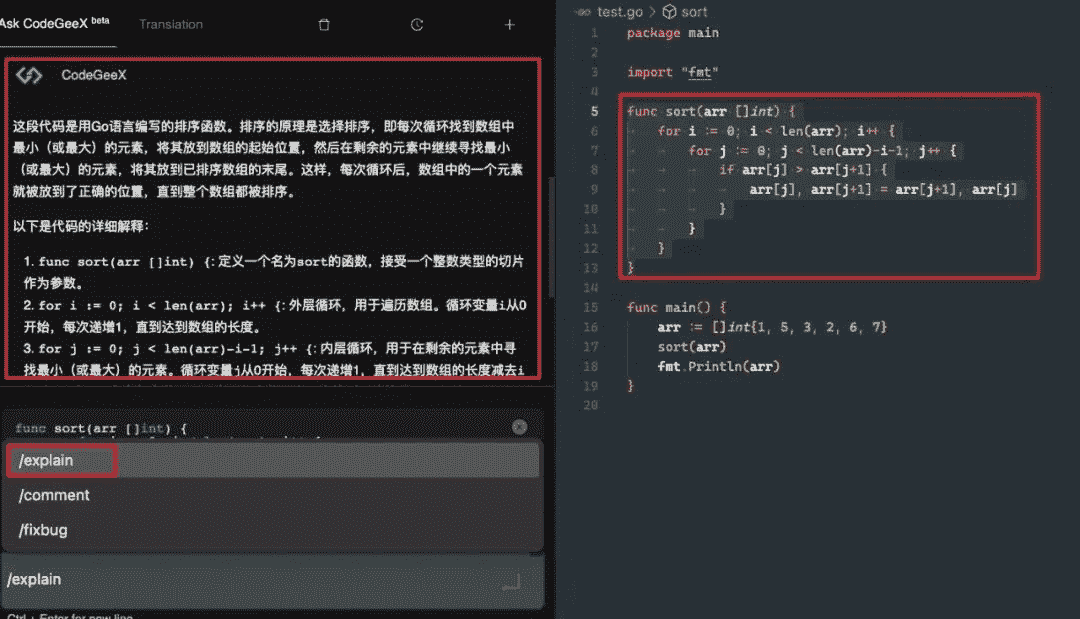 Ask CodeGeeX beta
Translation
CodeGeeX
这段代码是用Go语言编写的排序函数。排序的原理是选择排序，即每次循环找到数组中
最小（或最大）的元素，将其放到数组的起始位置，然后在剩余的元素中继续寻找最小
（或最大）的元素，将其放到已排序数组的末尾。这样，每次循环后，数组中的一个元素
就被放到了正确的位置，直到整个数组都被排序。
以下是代码的详细解释：
1. func sort(arr []int) {: 定义一个名为sort的函数，接受一个整数类型的切片
作为参数。
2. for i := 0; i < len(arr); i++ {: 外层循环，用于遍历数组。循环变量i从0
开始，每次递增1，直到达到数组的长度。
3. for j := 0; j < len(arr)-i-1; j++ {: 内层循环，用于在剩余的元素中寻
找最小（或最大）的元素。循环变量j从0开始，每次递增1，直到达到数组的长度减去i
func sort(arr []int) {
/explain
/comment
/fixbug
/explain
Ctrl + Enter for new line
test.go > sort
1 package main
2
3 import "fmt"
4
5 func sort(arr []int) {
6 for i := 0; i < len(arr); i++ {
7 for j := 0; j < len(arr)-i-1; j++ {
8 if arr[j] > arr[j+1] {
9 arr[j], arr[j+1] = arr[j+1], arr[j]
10 }
11 }
12 }
13 }
14
15 func main() {
16 arr := []int{1, 5, 3, 2, 6, 7}
17 sort(arr)
18 fmt.Println(arr)
19 }
20